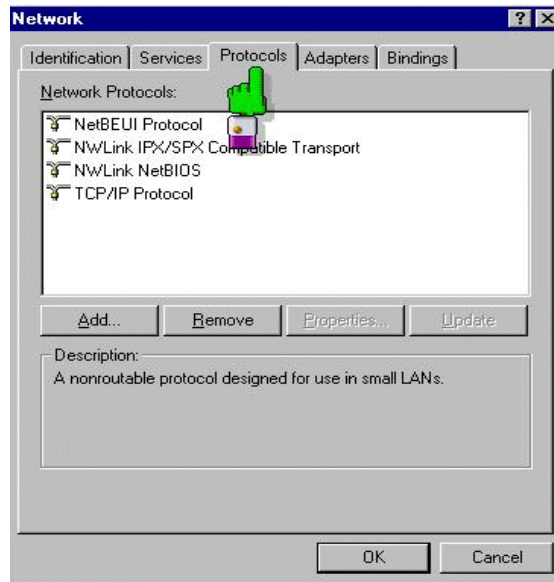 Network
Identification Services Protocols Adapters Bindings
Network Protocols:
NetBEUI Protocol
NWLink IPX/SPX Compatible Transport
NWLink NetBIOS
TCP/IP Protocol
Add... Remove Properties... Update
Description:
A nonroutable protocol designed for use in small LANs.
OK Cancel